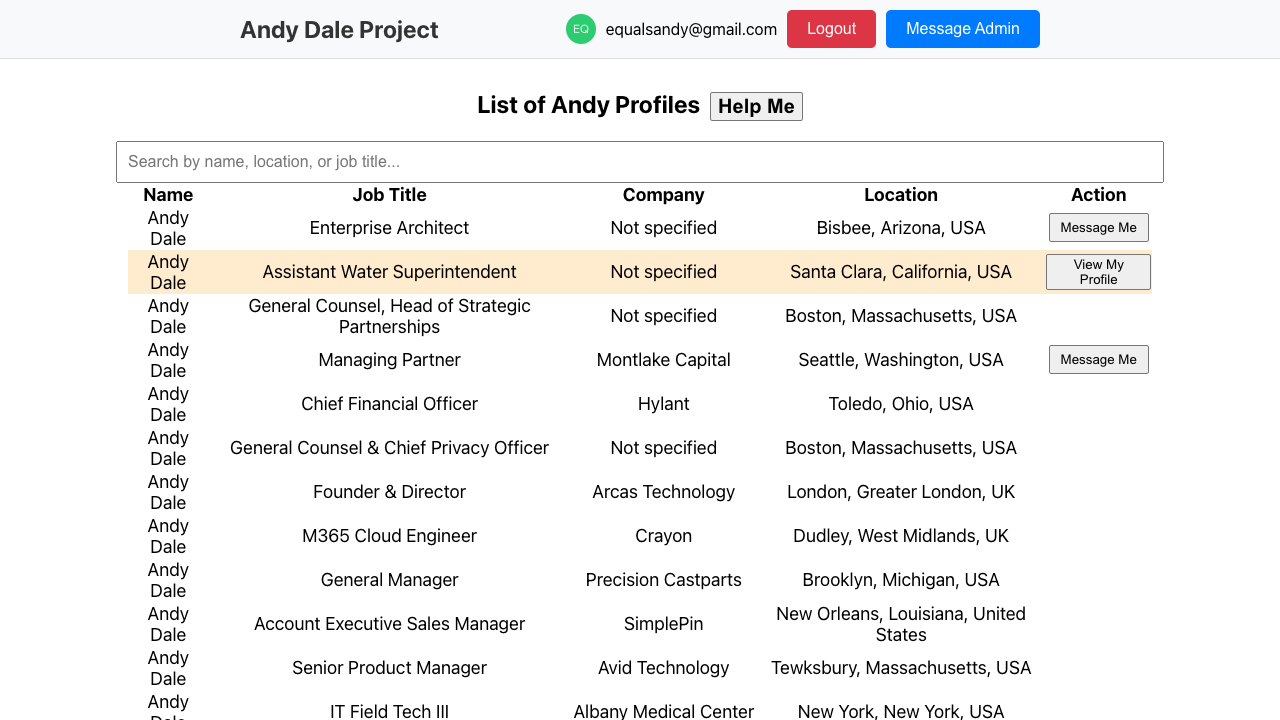 Andy Dale Project
EQ
equalsandy@gmail.com
Logout
Message Admin
List of Andy Profiles
Help Me
Search by name, location, or job title...
Name Job Title Company Location Action
Andy Dale Enterprise Architect Not specified Bisbee, Arizona, USA Message Me
Andy Dale Assistant Water Superintendent Not specified Santa Clara, California, USA View My Profile
Andy Dale General Counsel, Head of Strategic Partnerships Not specified Boston, Massachusetts, USA
Andy Dale Managing Partner Montlake Capital Seattle, Washington, USA Message Me
Andy Dale Chief Financial Officer Hylant Toledo, Ohio, USA
Andy Dale General Counsel & Chief Privacy Officer Not specified Boston, Massachusetts, USA
Andy Dale Founder & Director Arcas Technology London, Greater London, UK
Andy Dale M365 Cloud Engineer Crayon Dudley, West Midlands, UK
Andy Dale General Manager Precision Castparts Brooklyn, Michigan, USA
Andy Dale Account Executive Sales Manager SimplePin New Orleans, Louisiana, United States
Andy Dale Senior Product Manager Avid Technology Tewksbury, Massachusetts, USA
Andy Dale IT Field Tech III Albany Medical Center New York, New York, USA